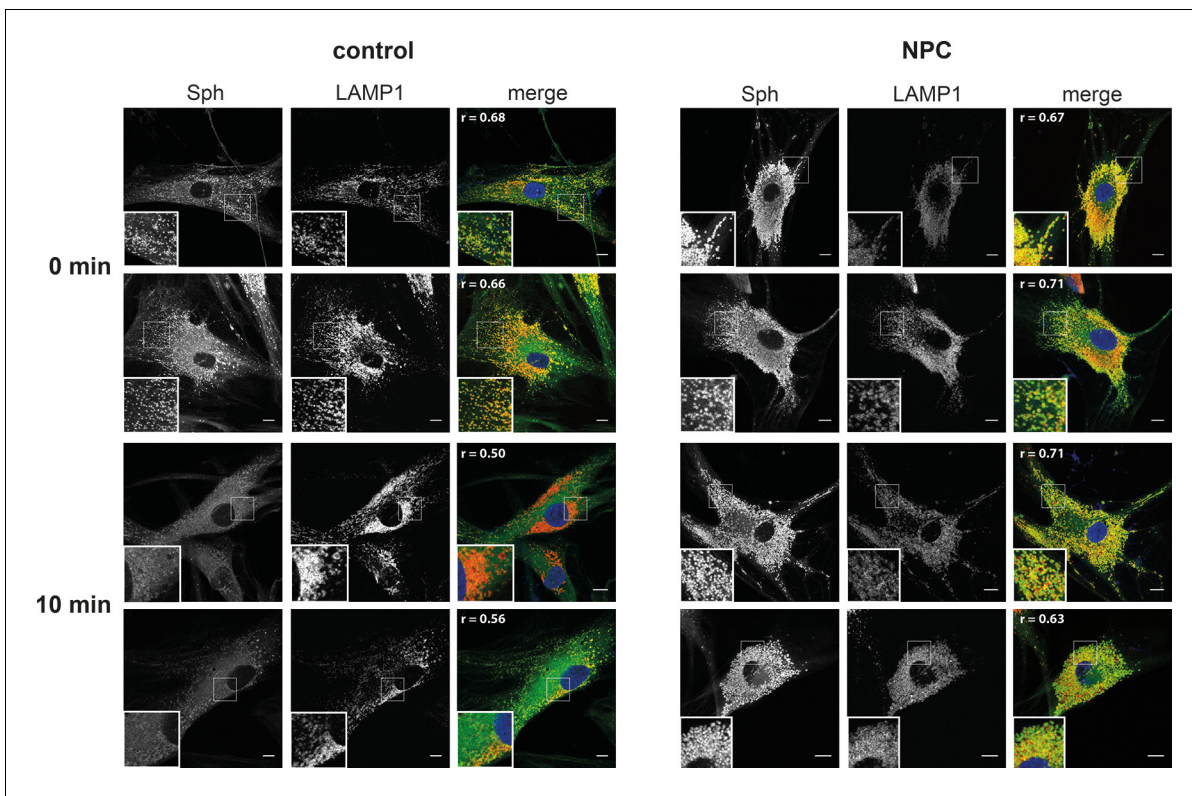 control NPC
Sph LAMP1 merge Sph LAMP1 merge
r = 0.68 r = 0.67
0 min
r = 0.66 r = 0.71
r = 0.50 r = 0.71
10 min
r = 0.56 r = 0.63